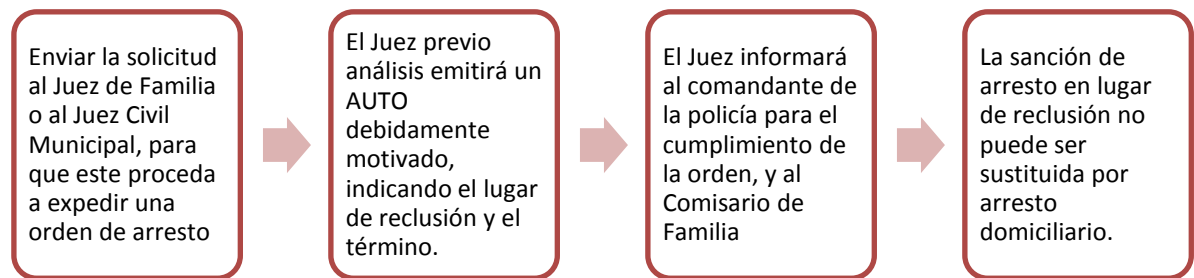 Enviar la solicitud
al Juez de Familia
o al Juez Civil
Municipal, para
que este proceda
a expedir una
orden de arresto
El Juez previo
análisis emitirá un
AUTO
debidamente
motivado,
indicando el lugar
de reclusión y el
término.
El Juez informará
al comandante de
la policía para el
cumplimiento de
la orden, y al
Comisario de
Familia
La sanción de
arresto en lugar
de reclusión no
puede ser
sustituida por
arresto
domiciliario.